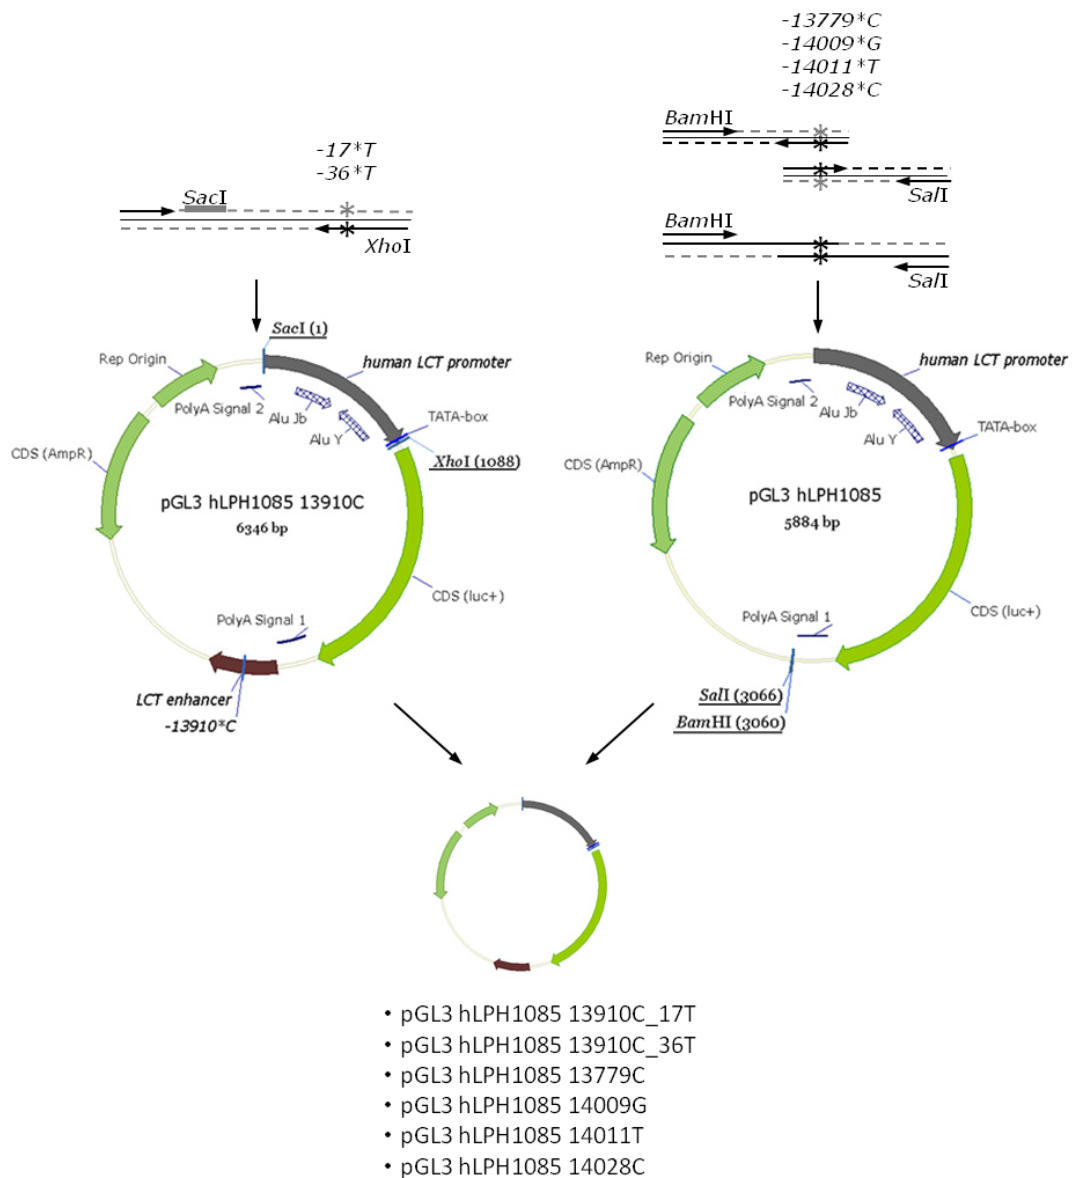 -13779*C
-14009*G
-14011*T
-14028*C
BamHI
SalI
BamHI
SalI
-17*T
-36*T
SacI
XhoI
SacI (1)
Rep Origin
human LCT promoter
PolyA Signal 2
Alu Jb
Alu Y
TATA-box
XhoI (1088)
CDS (AmpR)
pGL3 hLPH1085 13910C
6346 bp
CDS (luc+)
PolyA Signal 1
LCT enhancer
-13910*C
Rep Origin
human LCT promoter
PolyA Signal 2
Alu Jb
Alu Y
TATA-box
CDS (AmpR)
pGL3 hLPH1085
5884 bp
CDS (luc+)
PolyA Signal 1
SalI (3066)
BamHI (3060)
• pGL3 hLPH1085 13910C_17T
• pGL3 hLPH1085 13910C_36T
• pGL3 hLPH1085 13779C
• pGL3 hLPH1085 14009G
• pGL3 hLPH1085 14011T
• pGL3 hLPH1085 14028C